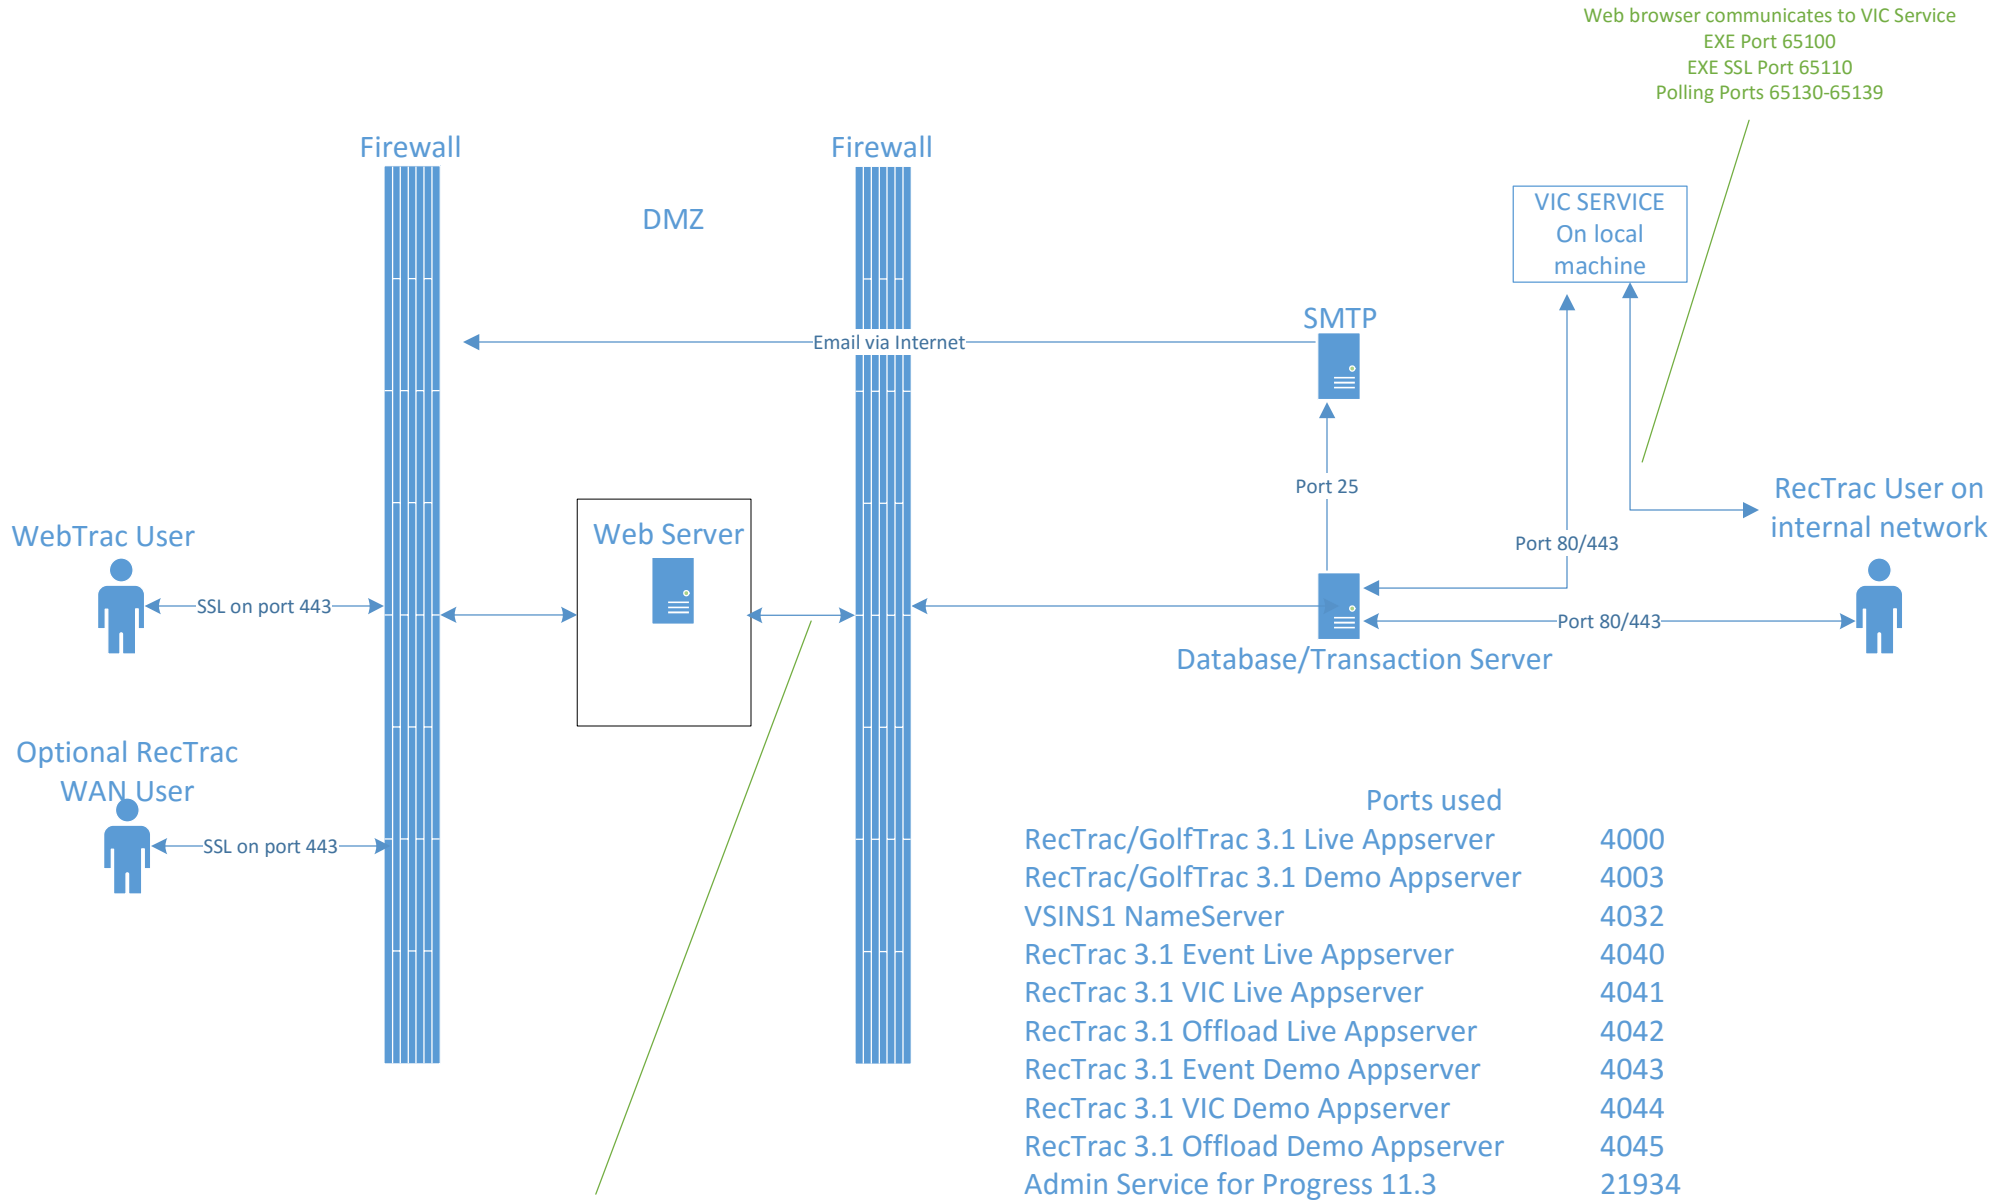 Web browser communicates to VIC Service
EXE Port 65100
EXE SSL Port 65110
Polling Ports 65130-65139
Firewall
Firewall
DMZ
VIC SERVICE
On local
machine
SMTP
Email via Internet
Port 25
RecTrac User on
internal network
WebTrac User
Web Server
Port 80/443
SSL on port 443
Port 80/443
Database/Transaction Server
Optional RecTrac
WAN User
SSL on port 443
Ports used
RecTrac/GolfTrac 3.1 Live Appserver 4000
RecTrac/GolfTrac 3.1 Demo Appserver 4003
VSINS1 NameServer 4032
RecTrac 3.1 Event Live Appserver 4040
RecTrac 3.1 VIC Live Appserver 4041
RecTrac 3.1 Offload Live Appserver 4042
RecTrac 3.1 Event Demo Appserver 4043
RecTrac 3.1 VIC Demo Appserver 4044
RecTrac 3.1 Offload Demo Appserver 4045
Admin Service for Progress 11.3 21934